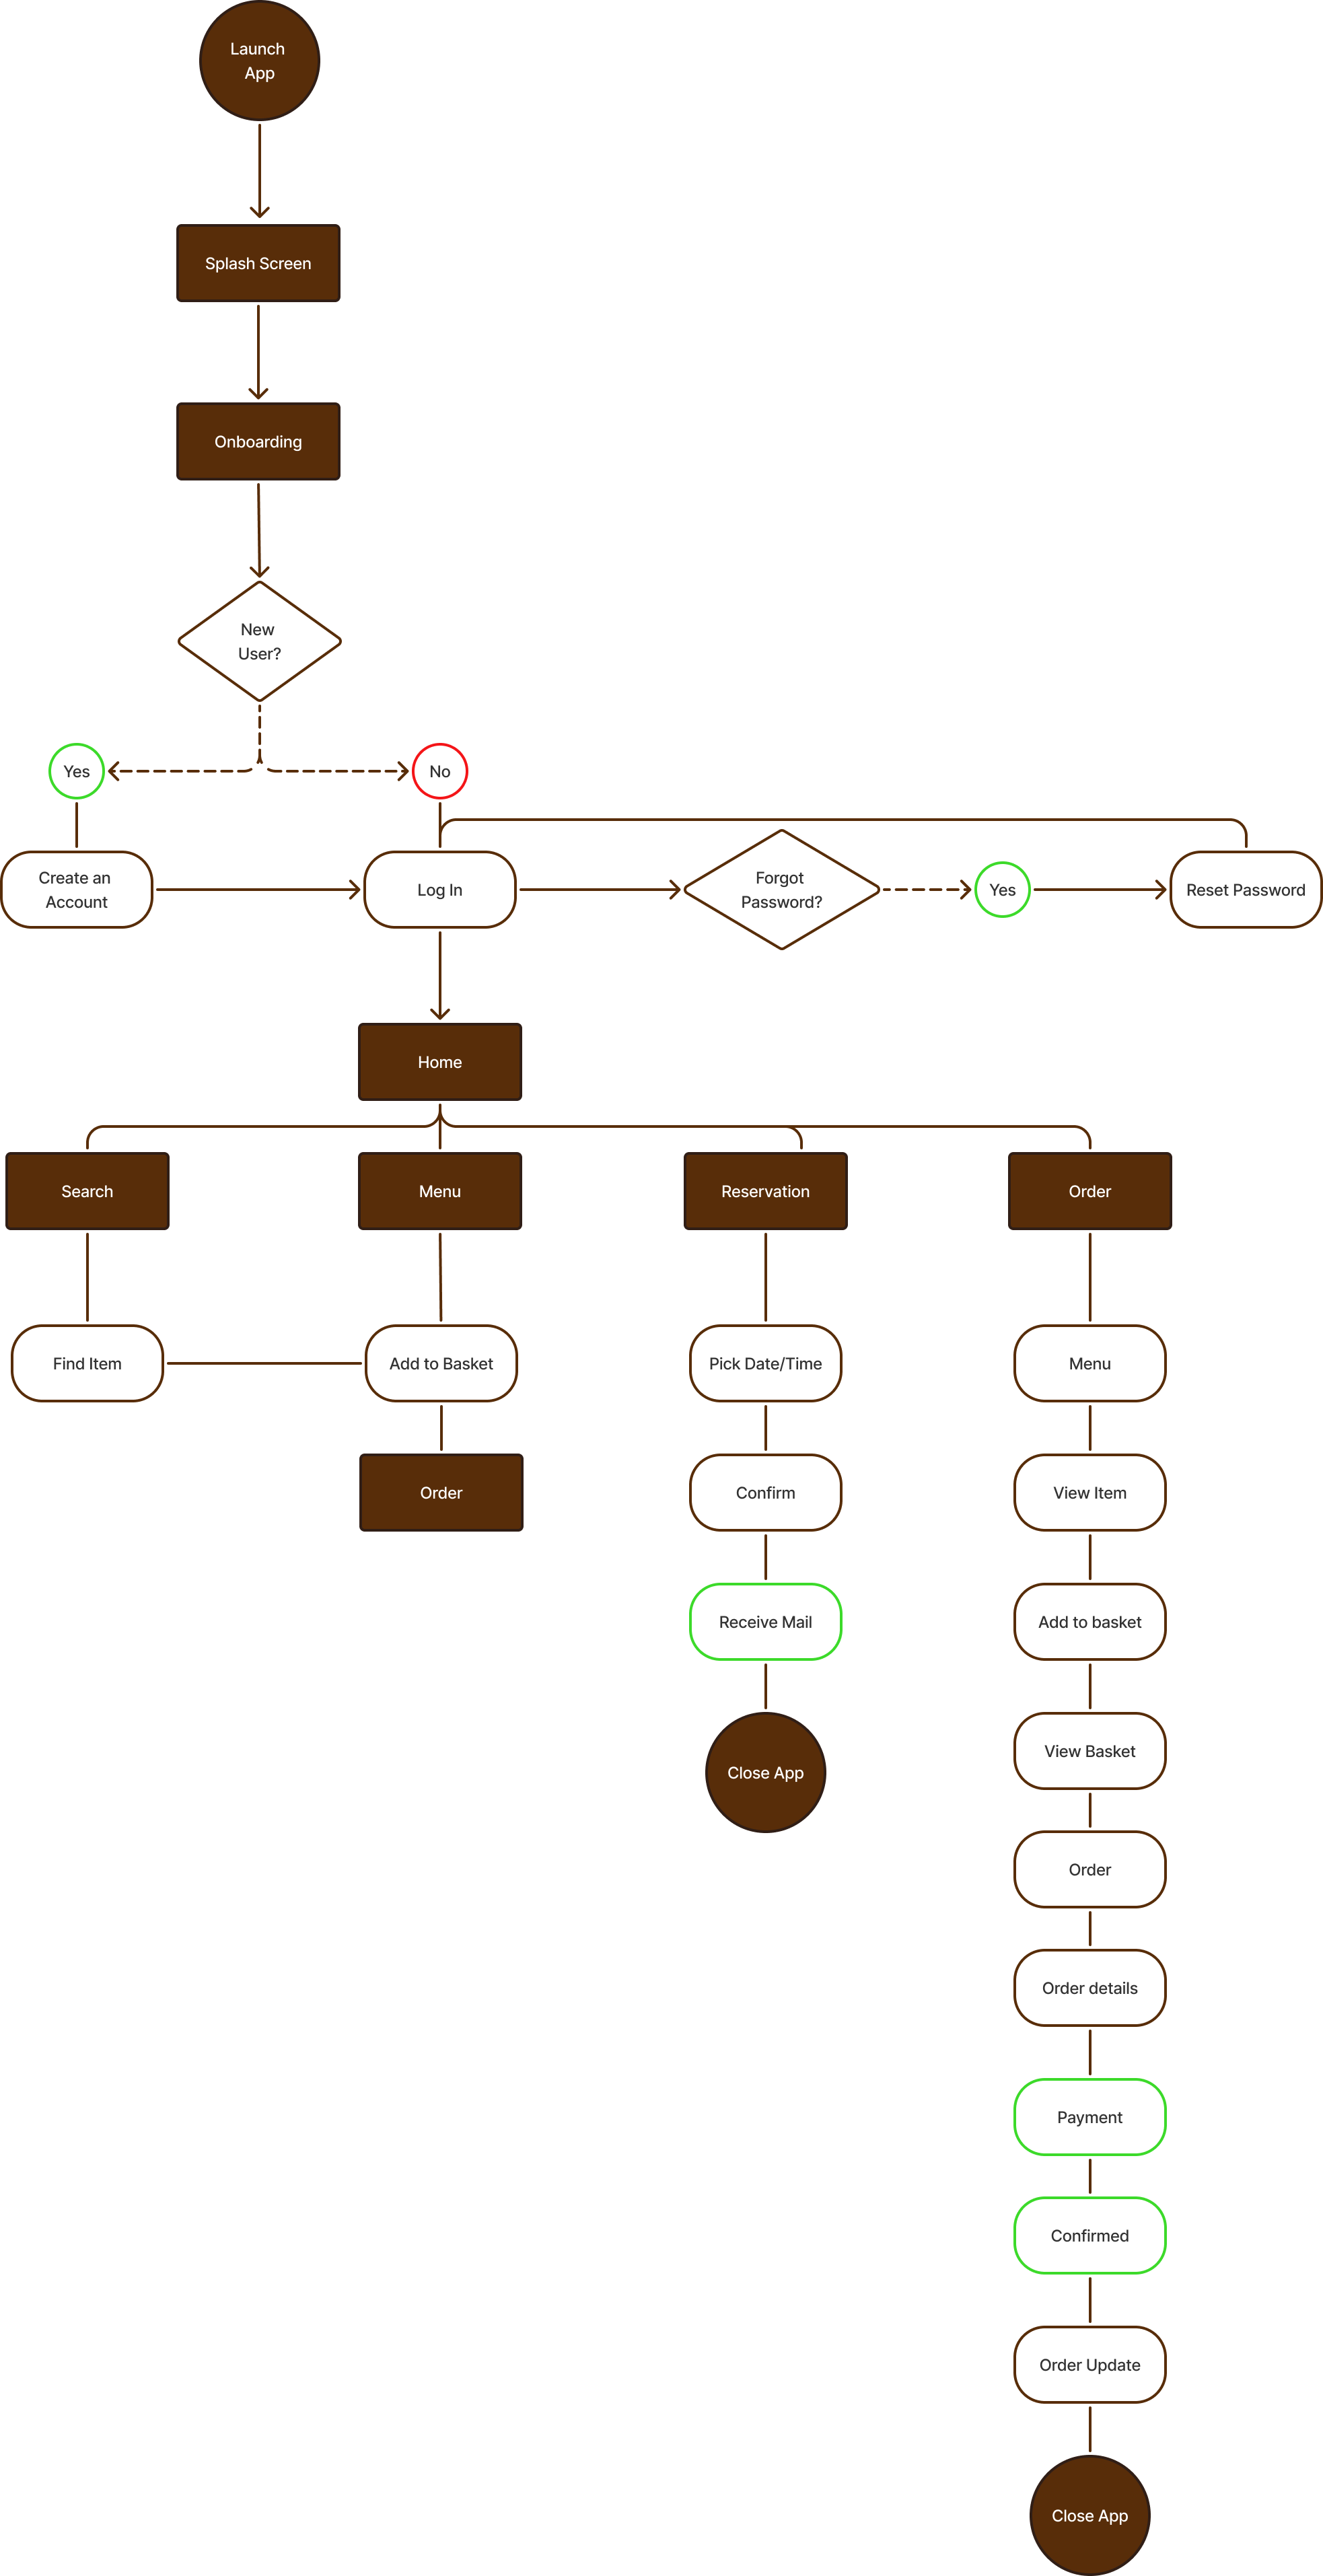 Launch
App
Splash Screen
Onboarding
New
User?
Yes
No
Create an
Account
Log In
Forgot
Password?
Yes
Reset Password
Home
Search
Menu
Reservation
Order
Find Item
Add to Basket
Pick Date/Time
Menu
Order
Confirm
View Item
Receive Mail
Add to basket
View Basket
Close App
Order
Order details
Payment
Confirmed
Order Update
Close App